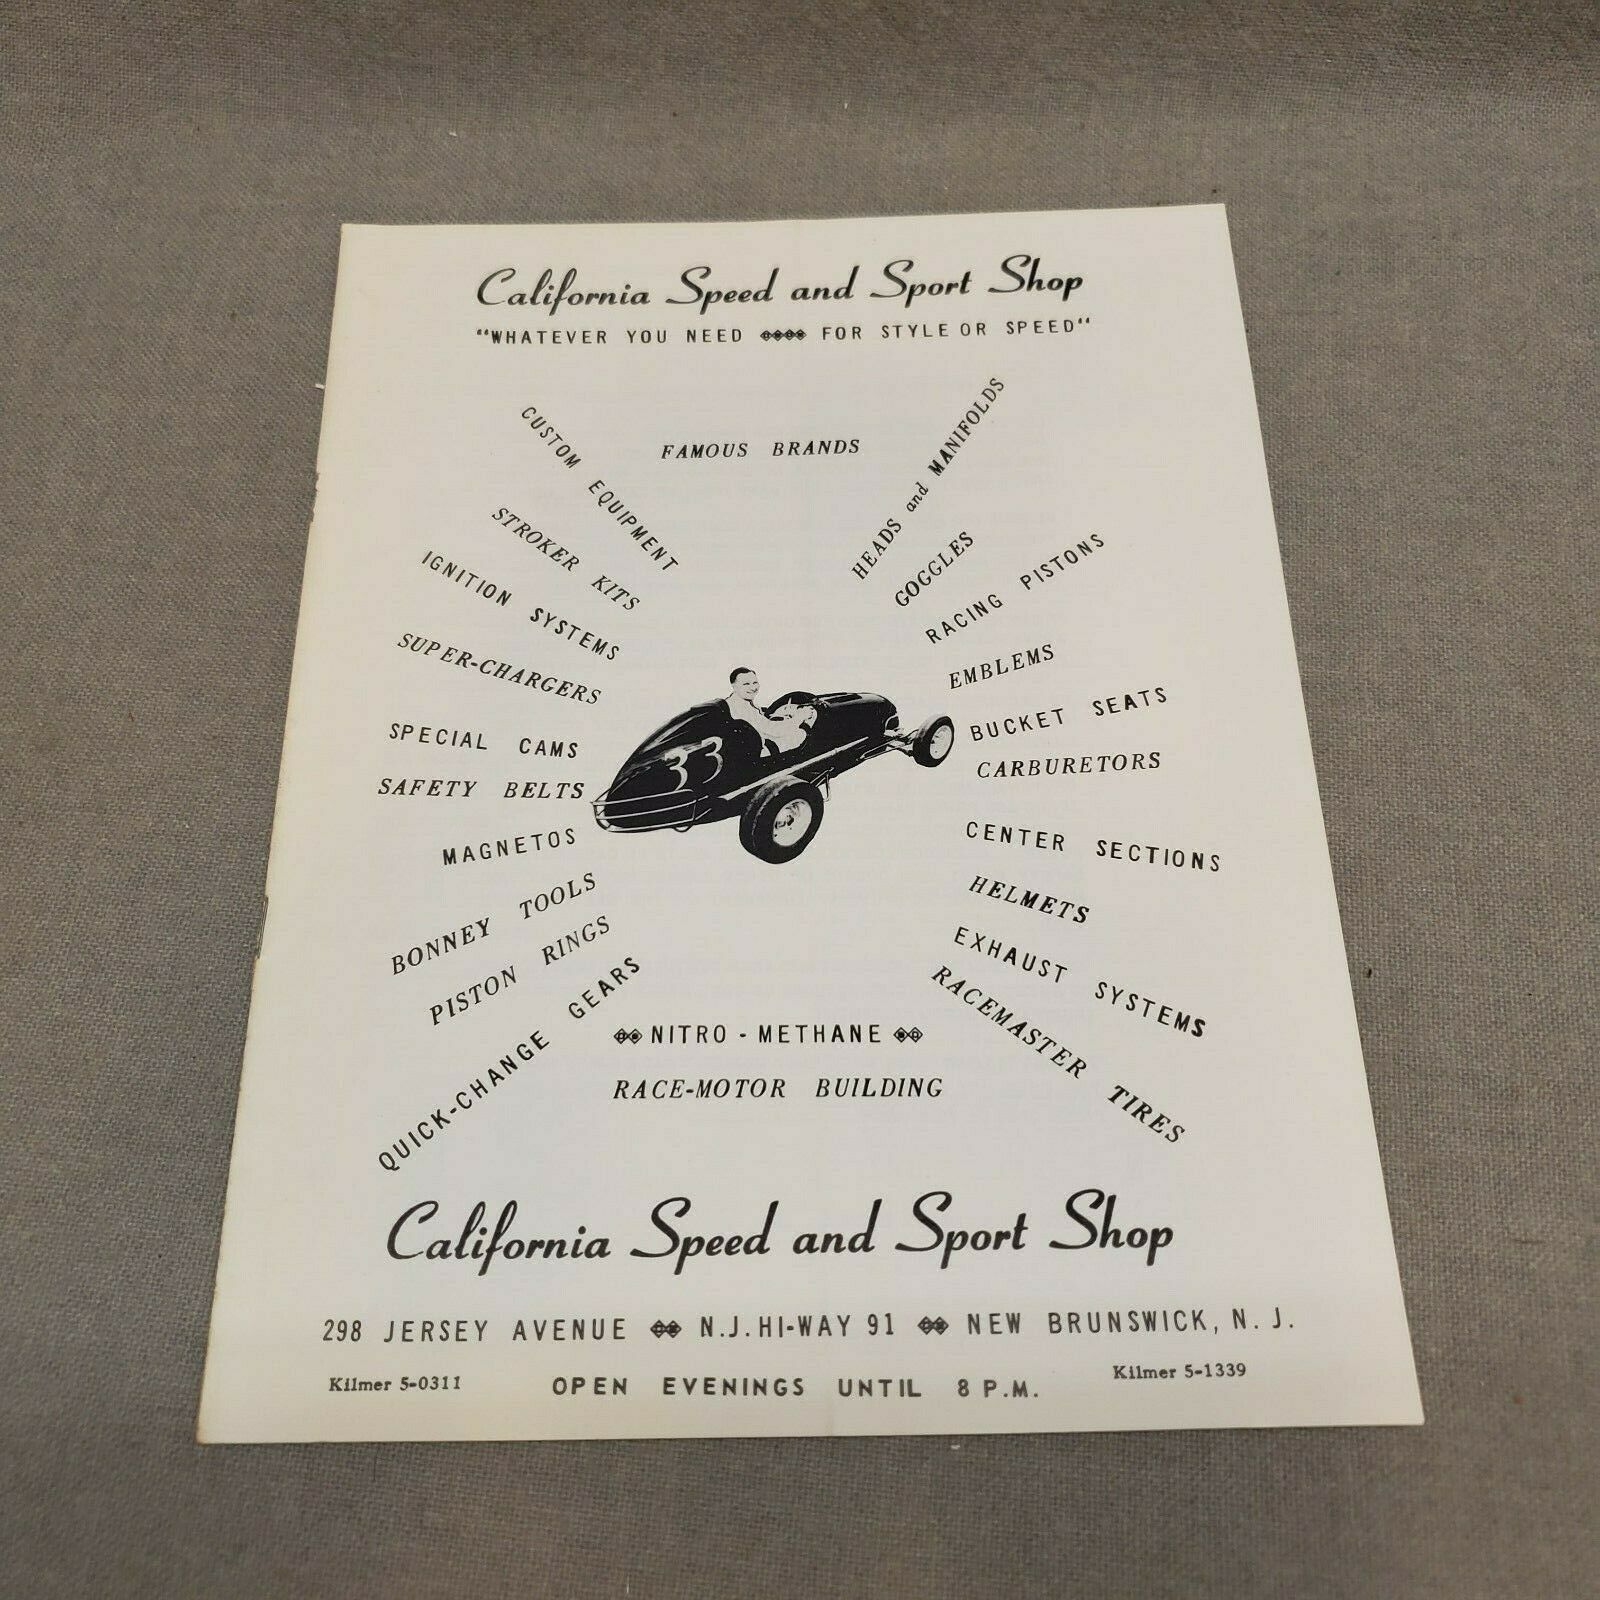 California Speed and Sport Shop
"WHATEVER YOU NEED FOR STYLE OR SPEED"
FAMOUS BRANDS
CUSTOM EQUIPMENT
STROKER KITS
IGNITION SYSTEMS
SUPER-CHARGERS
SPECIAL CAMS
SAFETY BELTS
MAGNETOS
BONNEY TOOLS
PISTON RINGS
QUICK-CHANGE GEARS
HEADS and MANIFOLDS
GOGGLES
RACING PISTONS
EMBLEMS
BUCKET SEATS
CARBURETORS
CENTER SECTIONS
HELMETS
EXHAUST SYSTEMS
RACEMASTER TIRES
33
NITRO - METHANE
RACE-MOTOR BUILDING
California Speed and Sport Shop
298 JERSEY AVENUE N.J. HI-WAY 91 NEW BRUNSWICK, N. J.
Kilmer 5-0311 OPEN EVENINGS UNTIL 8 P.M. Kilmer 5-1339